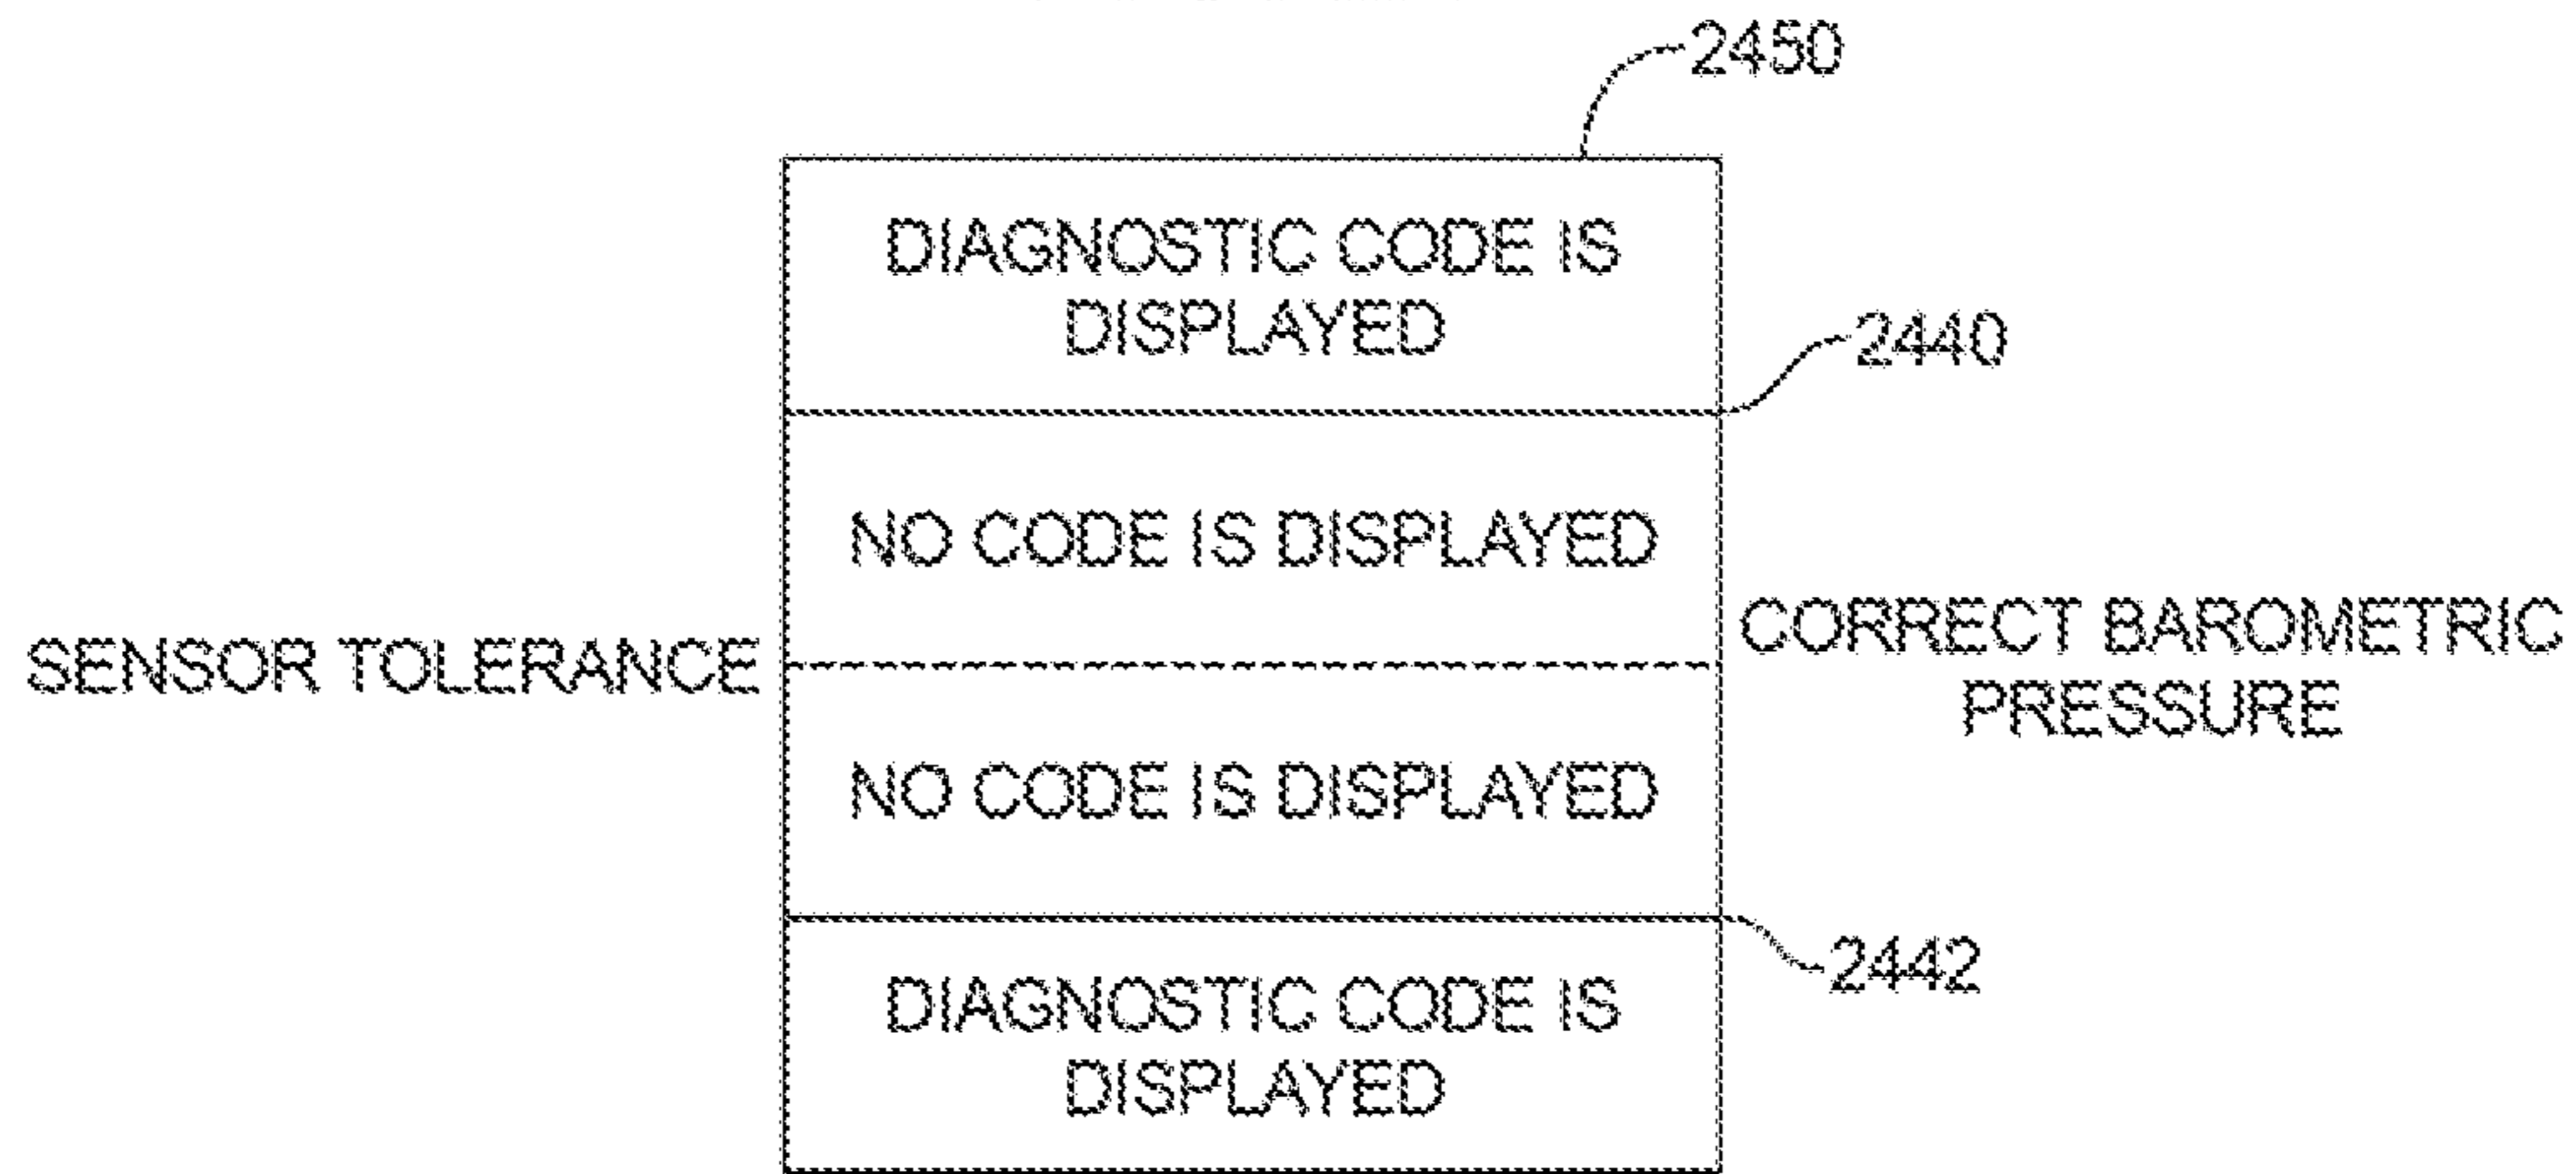 2450
DIAGNOSTIC CODE IS
DISPLAYED
2440
NO CODE IS DISPLAYED
SENSOR TOLERANCE
CORRECT BAROMETRIC
PRESSURE
NO CODE IS DISPLAYED
2442
DIAGNOSTIC CODE IS
DISPLAYED